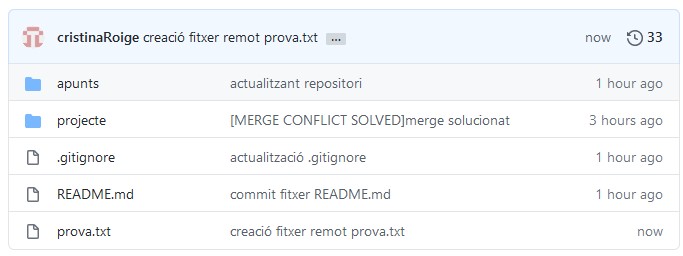 cristinaRoige creació fitxer remot prova.txt ... now 33
apunts actualitzant repositori 1 hour ago
projecte [MERGE CONFLICT SOLVED]merge solucionat 3 hours ago
.gitignore actualització .gitignore 1 hour ago
README.md commit fitxer README.md 1 hour ago
prova.txt creació fitxer remot prova.txt now